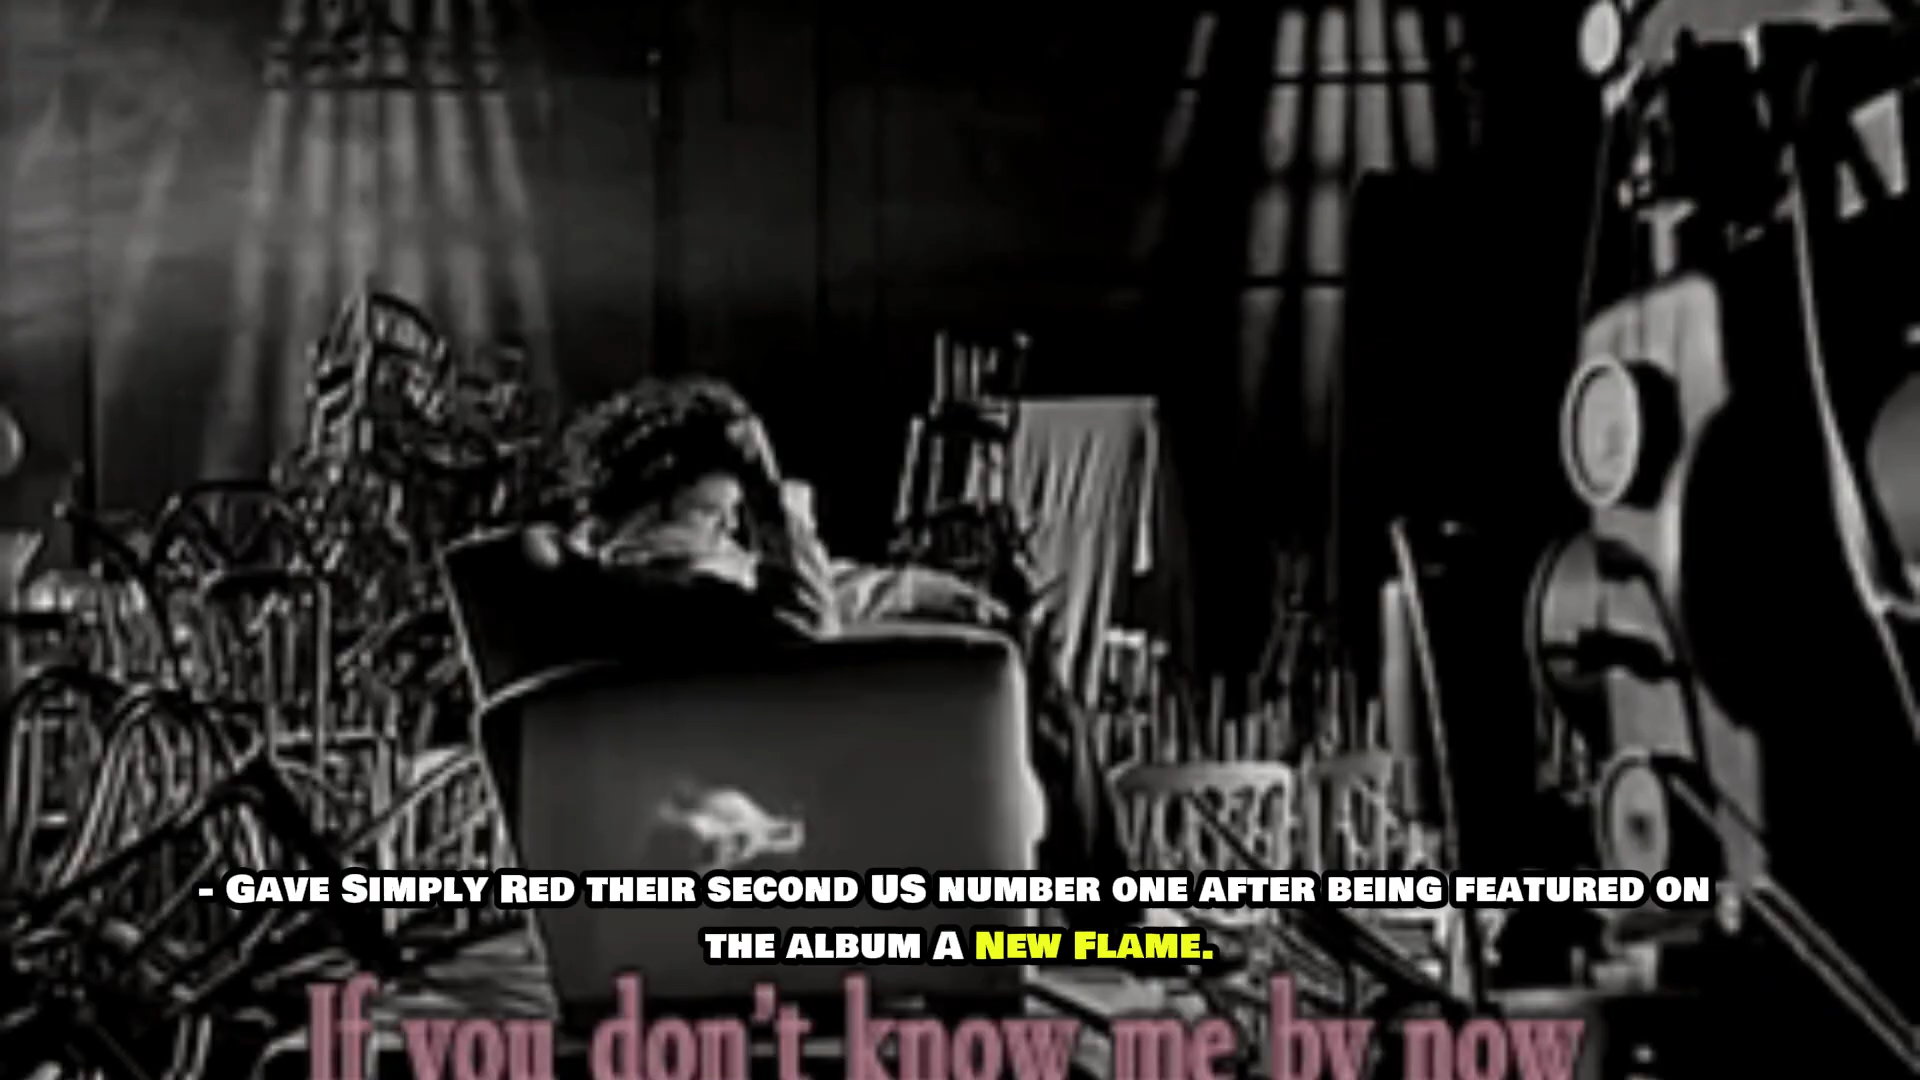 - Gave Simply Red their second US number one after being featured on
the album A New Flame.
If you don't know me by now